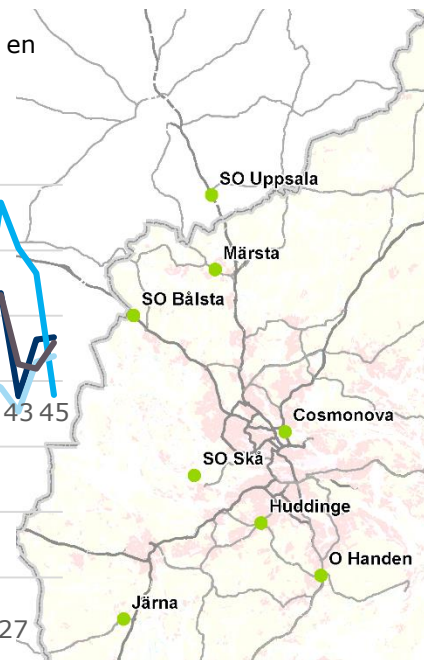 en
SO Uppsala
Märsta
SO Bålsta
43 45
Cosmonova
SO Skå
Huddinge
O Handen
Järna
27